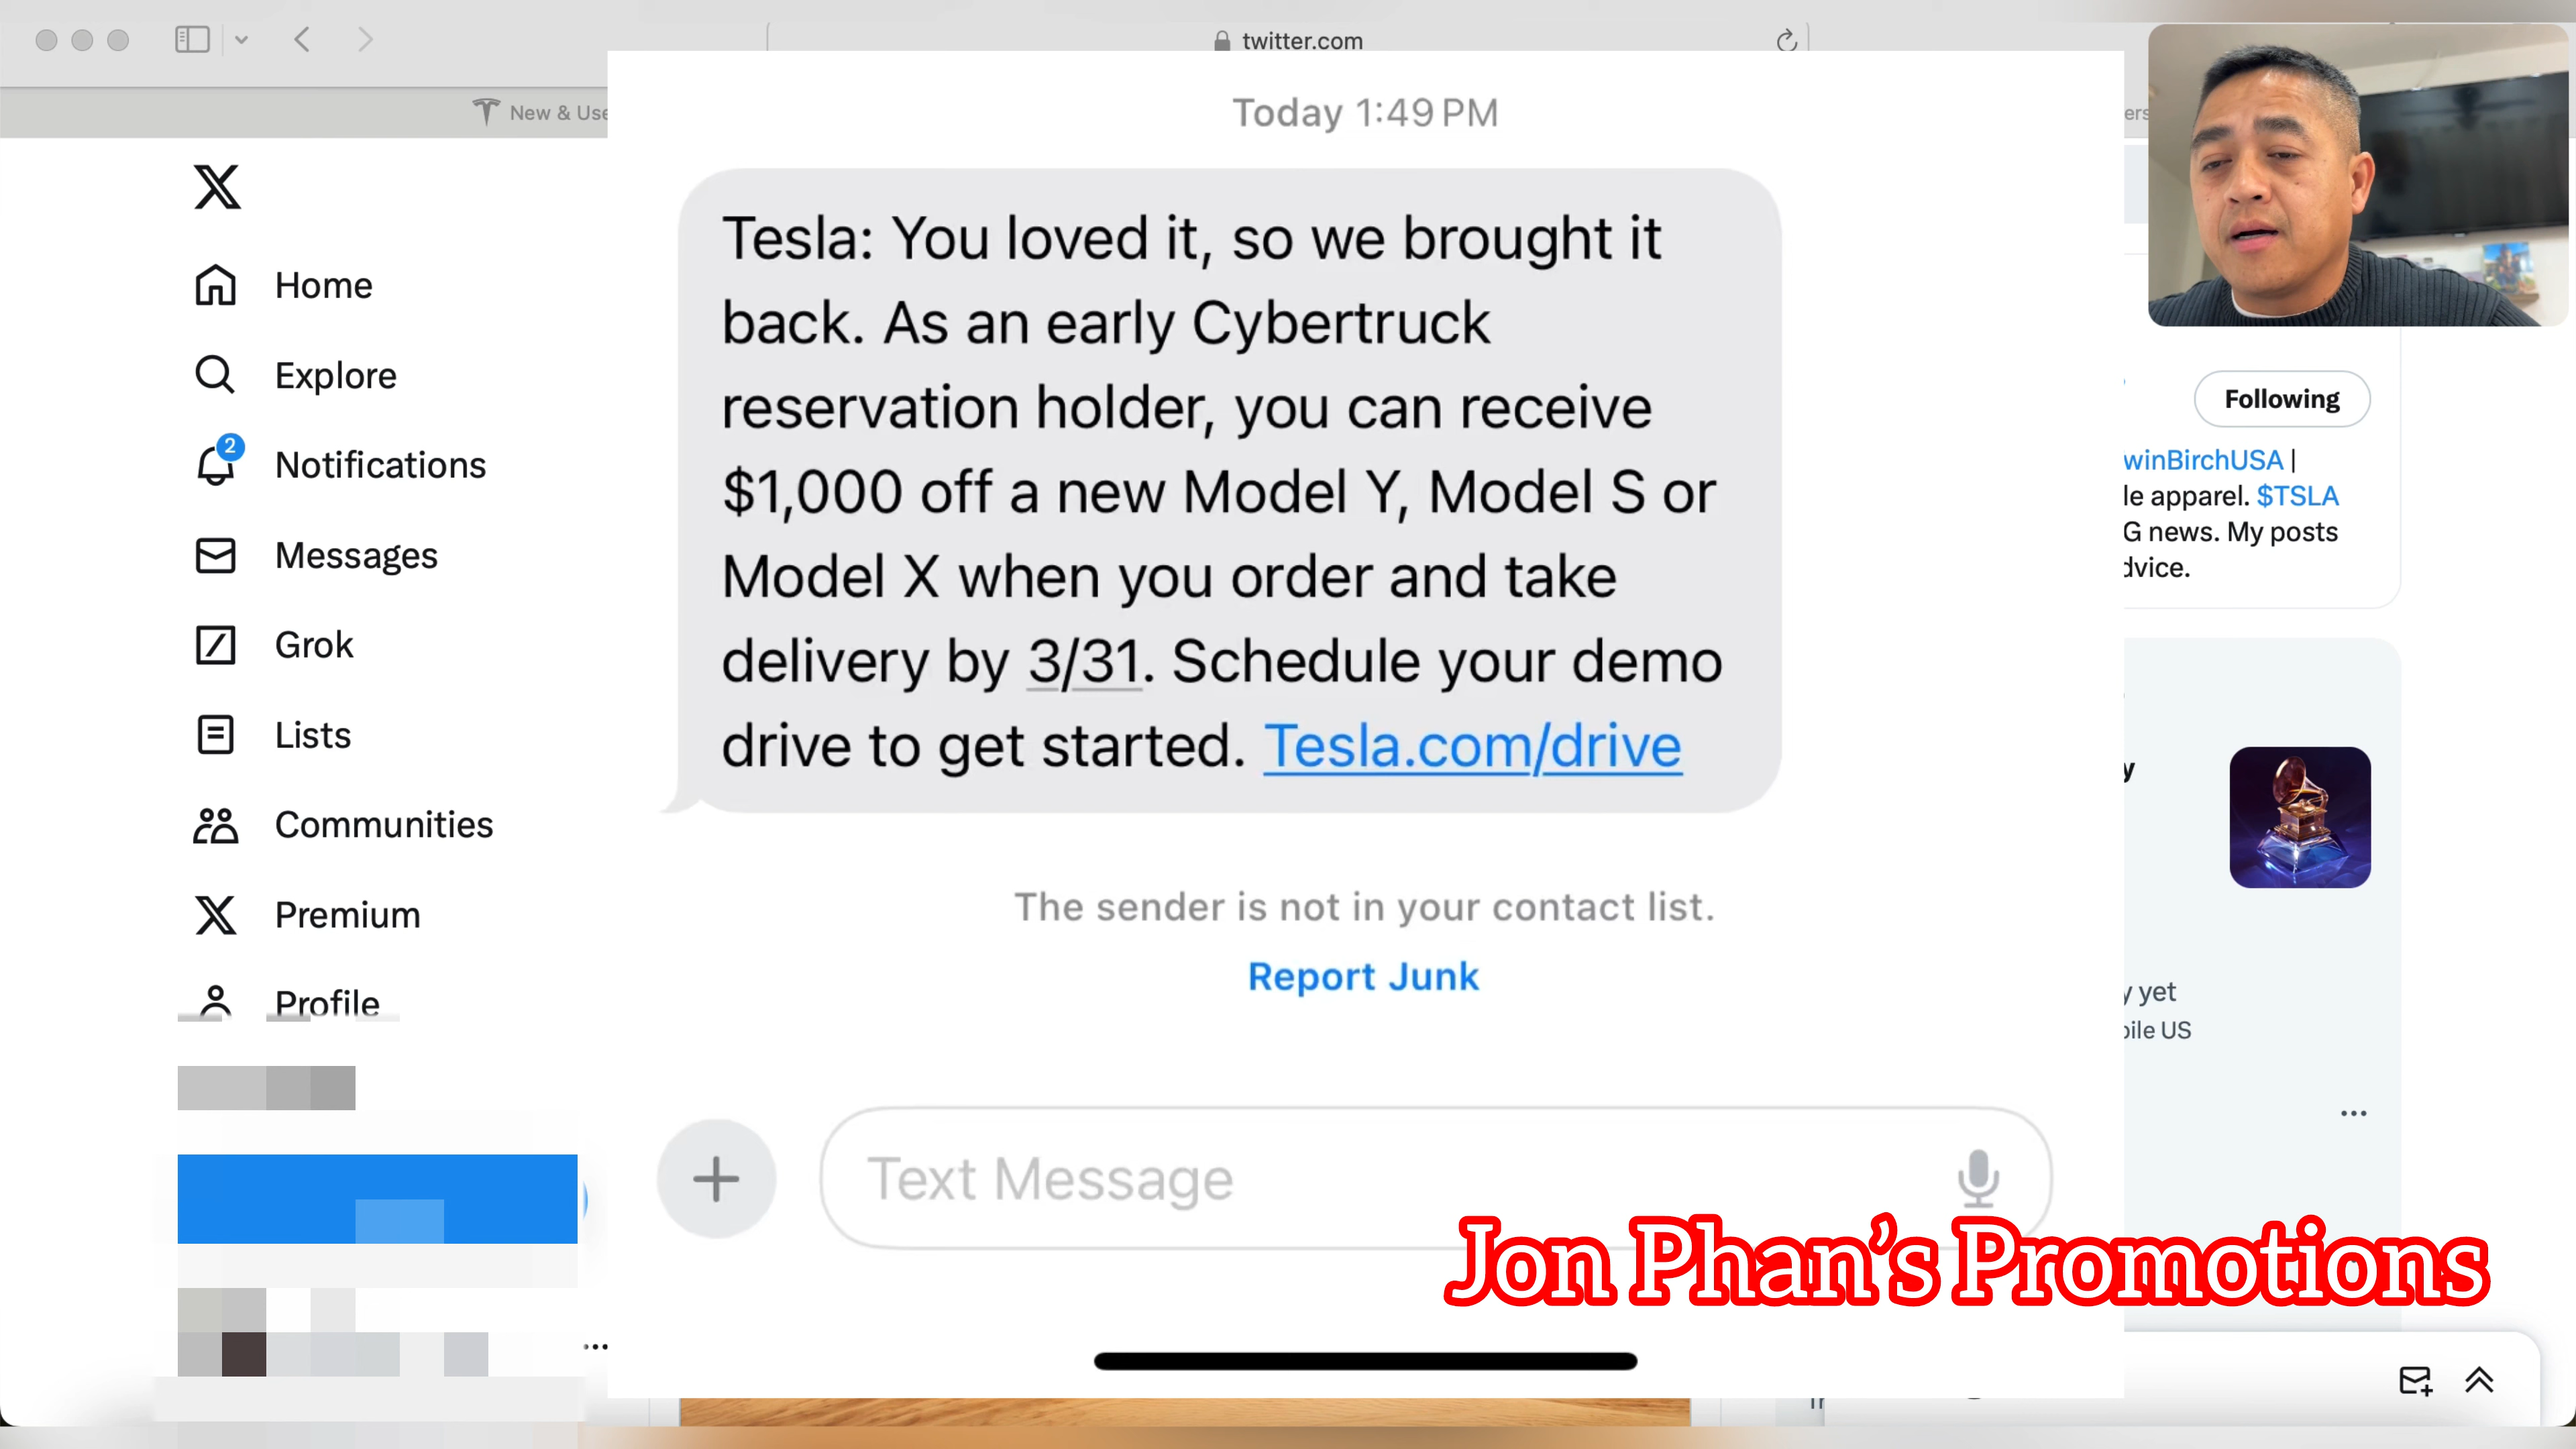 twitter.com
New & Use
ers
Today 1:49 PM
Tesla: You loved it, so we brought it
back. As an early Cybertruck
reservation holder, you can receive
$1,000 off a new Model Y, Model S or
Model X when you order and take
delivery by 3/31. Schedule your demo
drive to get started. Tesla.com/drive
The sender is not in your contact list.
Report Junk
Text Message
Home
Explore
2
Notifications
Messages
Grok
Lists
Communities
Premium
Profile
Following
winBirchUSA |
le apparel. $TSLA
G news. My posts
dvice.
y
y yet
bile US
Jon Phan's Promotions